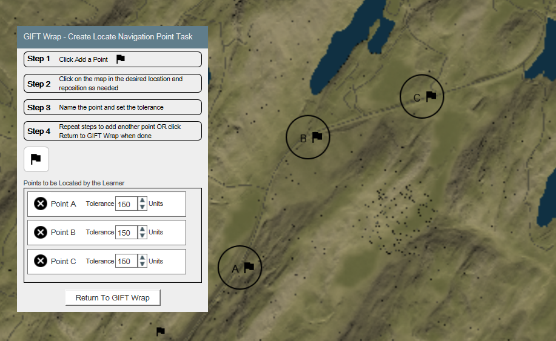 GIFT Wrap - Create Locate Navigation Point Task
Step 1 Click Add a Point
Step 2 Click on the map in the desired location and
reposition as needed
Step 3 Name the point and set the tolerance
Step 4 Repeat steps to add another point OR click
Return to GIFT Wrap when done
Points to be Located by the Learner
Point A Tolerance 150 Units
Point B Tolerance 150 Units
Point C Tolerance 150 Units
Return To GIFT Wrap
C
B
A